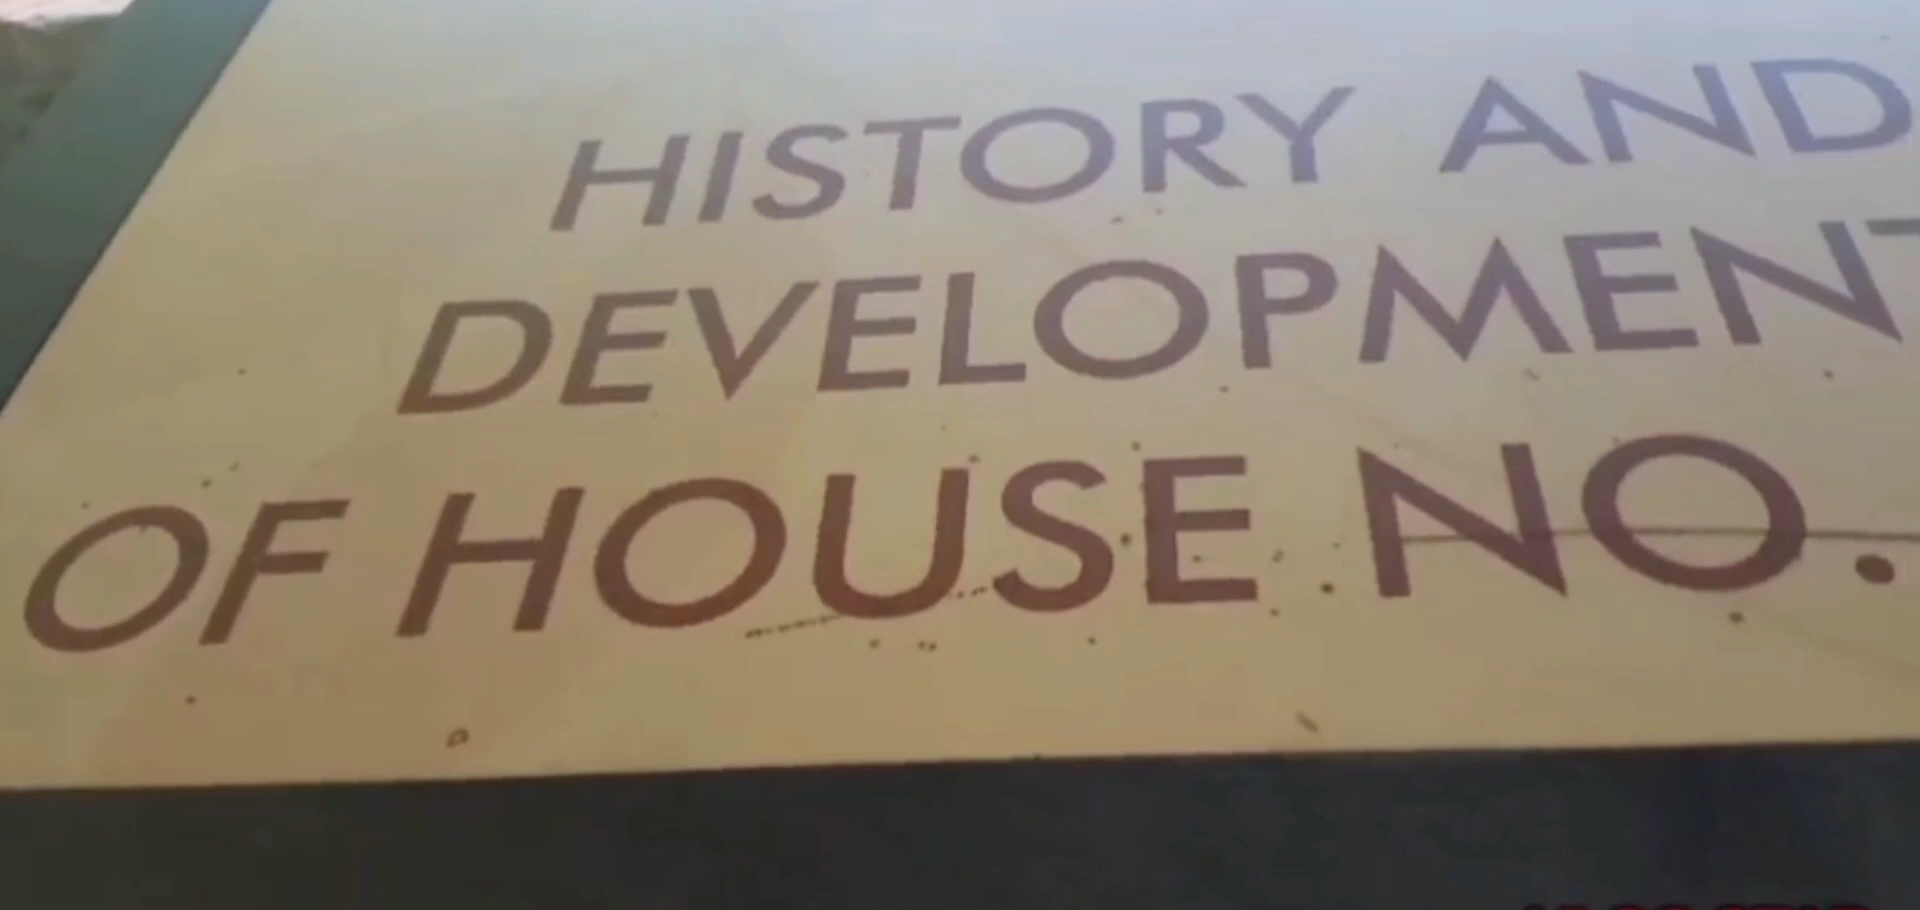 HISTORY AND
DEVELOPMENT
OF HOUSE NO.